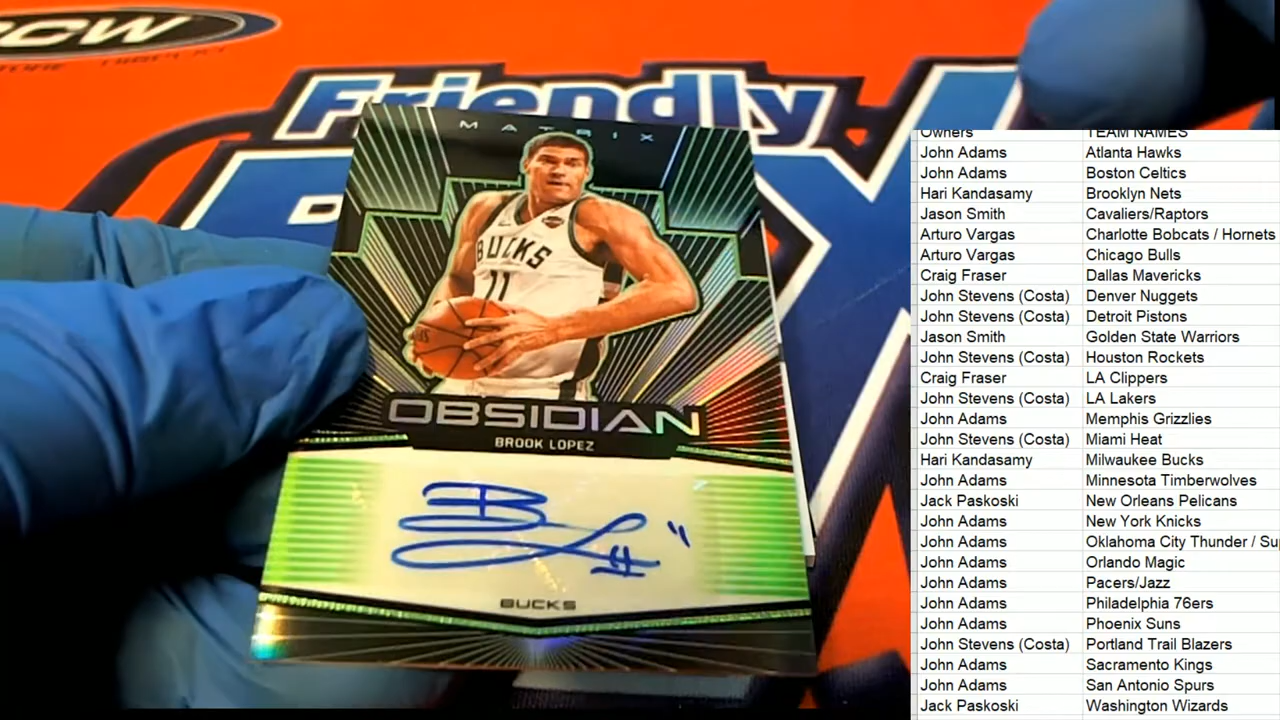 CW
Friendly
MATRIX
BUCKS
11
OBSIDIAN
BROOK LOPEZ
BUCKS
Owners TEAM NAMES
John Adams Atlanta Hawks
John Adams Boston Celtics
Hari Kandasamy Brooklyn Nets
Jason Smith Cavaliers/Raptors
Arturo Vargas Charlotte Bobcats / Hornets
Arturo Vargas Chicago Bulls
Craig Fraser Dallas Mavericks
John Stevens (Costa) Denver Nuggets
John Stevens (Costa) Detroit Pistons
Jason Smith Golden State Warriors
John Stevens (Costa) Houston Rockets
Craig Fraser LA Clippers
John Stevens (Costa) LA Lakers
John Adams Memphis Grizzlies
John Stevens (Costa) Miami Heat
Hari Kandasamy Milwaukee Bucks
John Adams Minnesota Timberwolves
Jack Paskoski New Orleans Pelicans
John Adams New York Knicks
John Adams Oklahoma City Thunder / Su
John Adams Orlando Magic
John Adams Pacers/Jazz
John Adams Philadelphia 76ers
John Adams Phoenix Suns
John Stevens (Costa) Portland Trail Blazers
John Adams Sacramento Kings
John Adams San Antonio Spurs
Jack Paskoski Washington Wizards